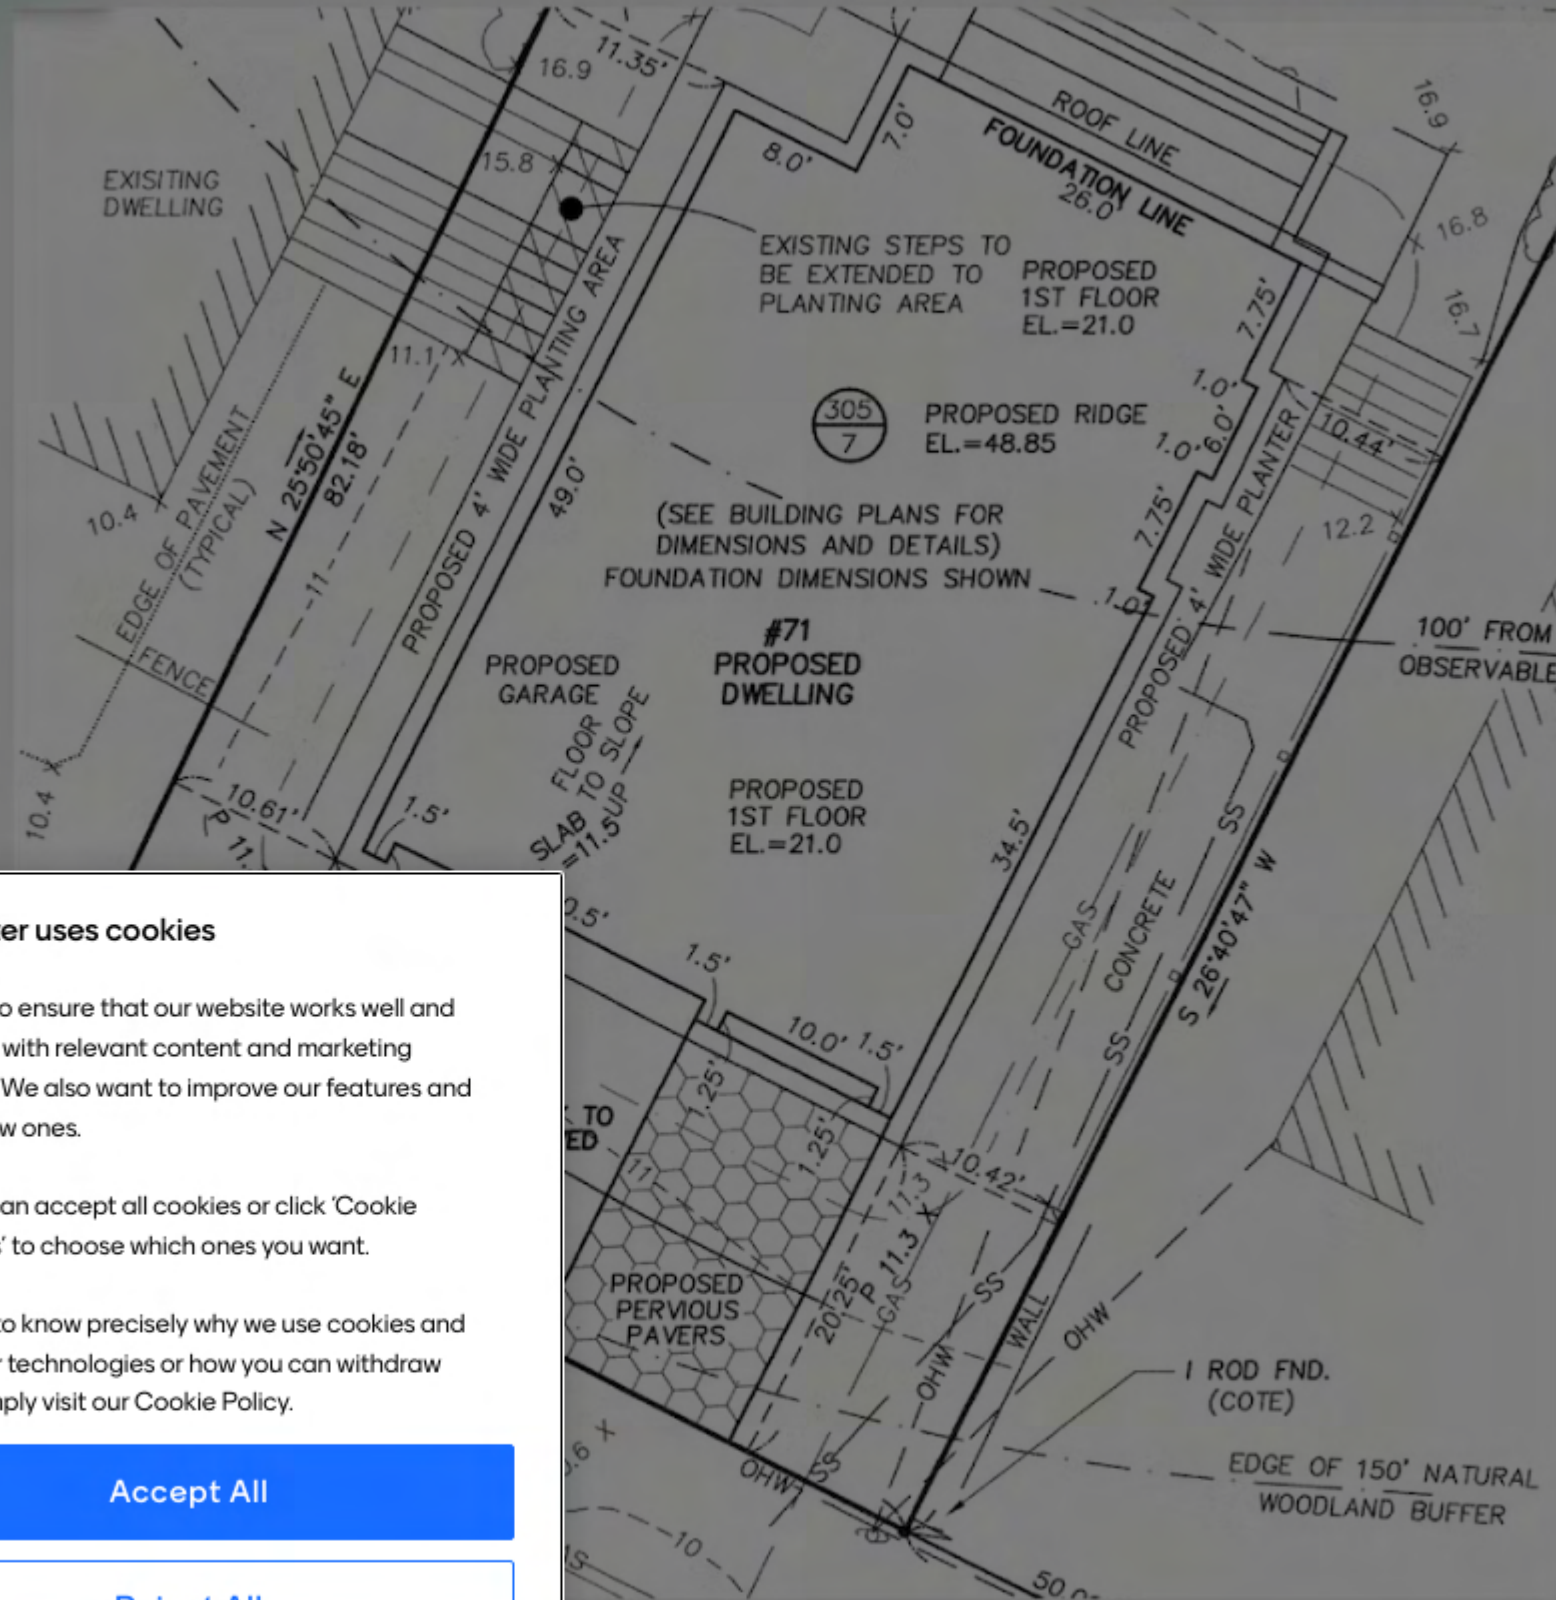 11.35'
16.9
16.9
15.8
ROOF LINE
FOUNDATION LINE
26.0'
8.0'
7.0'
EXISITING
DWELLING
16.8
16.7
EXISTING STEPS TO
BE EXTENDED TO
PLANTING AREA
PROPOSED
1ST FLOOR
EL.=21.0
7.75'
11.1
1.0'
6.0'
1.0'
10.44'
305
7
PROPOSED RIDGE
EL.=48.85
N 25°50'45" E
82.18'
PROPOSED 4' WIDE PLANTING AREA
49.0'
10.4
EDGE OF PAVEMENT
(TYPICAL)
(SEE BUILDING PLANS FOR
DIMENSIONS AND DETAILS)
FOUNDATION DIMENSIONS SHOWN
7.75'
12.2
1.0'
PROPOSED 4' WIDE PLANTER
11
100' FROM
OBSERVABLE
FENCE
PROPOSED
GARAGE
#71
PROPOSED
DWELLING
FLOOR
SLAB TO SLOPE
=11.5 UP
PROPOSED
1ST FLOOR
EL.=21.0
10.4
10.61'
P
11.
1.5'
34.5'
SS
GAS
CONCRETE
S 26°40'47" W
0.5'
1.5'
10.0'
1.5'
SS
1.25'
1.25'
TO
ED
11
10.42'
11.3
P 11.3 X
GAS
20.25'
SS
OHW
WALL
OHW
PROPOSED
PERVIOUS
PAVERS
I ROD FND.
(COTE)
EDGE OF 150' NATURAL
WOODLAND BUFFER
OHW
SS
10
50.0
er uses cookies
o ensure that our website works well and
with relevant content and marketing
We also want to improve our features and
w ones.
an accept all cookies or click 'Cookie
s' to choose which ones you want.
to know precisely why we use cookies and
r technologies or how you can withdraw
ply visit our Cookie Policy.
Accept All